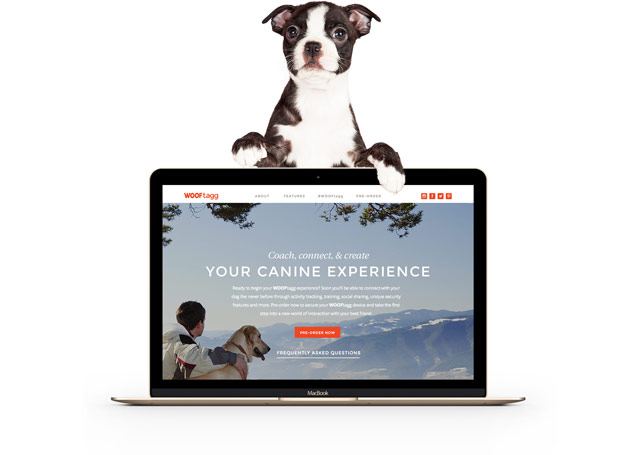 WOOFtagg
ABOUT FEATURES #WOOFtagg PRE-ORDER
Coach, connect, & create
YOUR CANINE EXPERIENCE
Ready to begin your WOOFtagg experience? Soon you'll be able to connect with your
dog like never before through activity tracking, training, social sharing, unique security
features and more. Pre-order now to secure your WOOFtagg device and take the first
step into a new world of interaction with your best friend.
PRE-ORDER NOW
FREQUENTLY ASKED QUESTIONS
MacBook